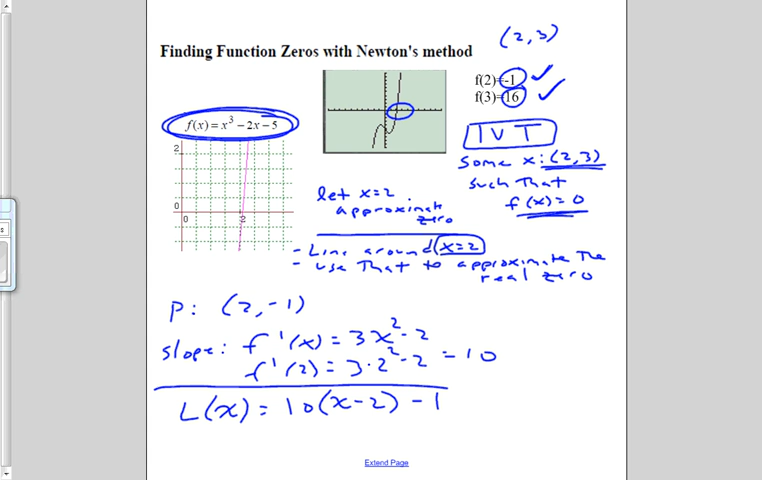 (2,3)
Finding Function Zeros with Newton's method
f(2)=-1
f(3)=16
f(x) = x³ − 2x − 5
IVT
Some x: (2,3)
such That
f(x) = 0
2
0
0
2
let x=2
approximate
zero
- Line around x=2
- use That to approximate The
real zero
P: (2,-1)
slope: f'(x) = 3x² - 2
f'(2) = 3·2² - 2 = 10
L(x) = 10(x-2) - 1
Extend Page
s